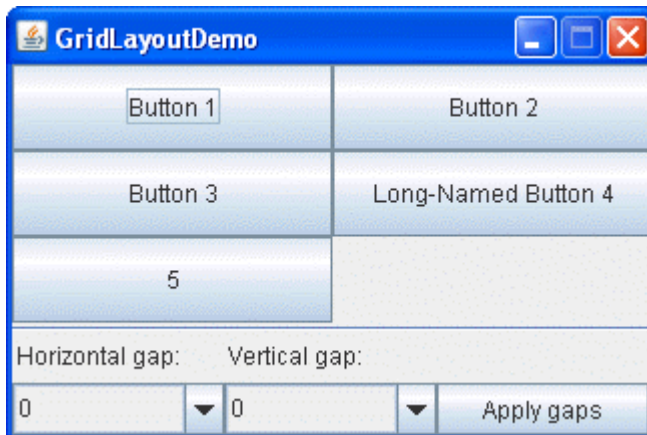 GridLayoutDemo
Button 1 Button 2
Button 3 Long-Named Button 4
5
Horizontal gap: Vertical gap:
0 0 Apply gaps